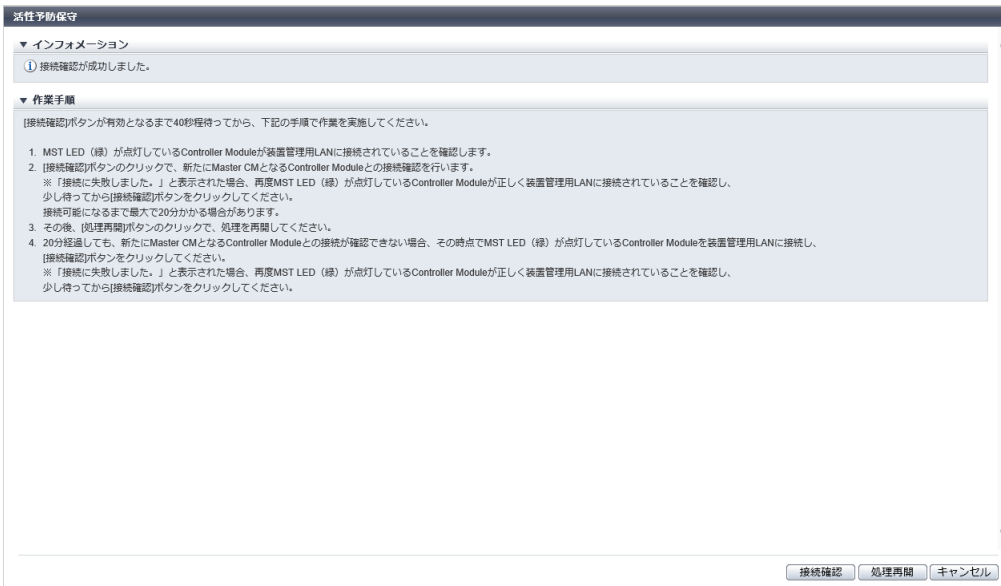 活性予防保守
▼ インフォメーション
接続確認が成功しました。
▼ 作業手順
[接続確認]ボタンが有効となるまで40秒程待ってから、下記の手順で作業を実施してください。
1. MST LED（緑）が点灯しているController Moduleが装置管理用LANに接続されていることを確認します。
2. [接続確認]ボタンのクリックで、新たにMaster CMとなるController Moduleとの接続確認を行います。
※「接続に失敗しました。」と表示された場合、再度MST LED（緑）が点灯しているController Moduleが正しく装置管理用LANに接続されていることを確認し、
少し待ってから[接続確認]ボタンをクリックしてください。
接続可能になるまで最大で20分かかる場合があります。
3. その後、[処理再開]ボタンのクリックで、処理を再開してください。
4. 20分経過しても、新たにMaster CMとなるController Moduleとの接続が確認できない場合、その時点でMST LED（緑）が点灯しているController Moduleを装置管理用LANに接続し、
[接続確認]ボタンをクリックしてください。
※「接続に失敗しました。」と表示された場合、再度MST LED（緑）が点灯しているController Moduleが正しく装置管理用LANに接続されていることを確認し、
少し待ってから[接続確認]ボタンをクリックしてください。
接続確認 処理再開 キャンセル